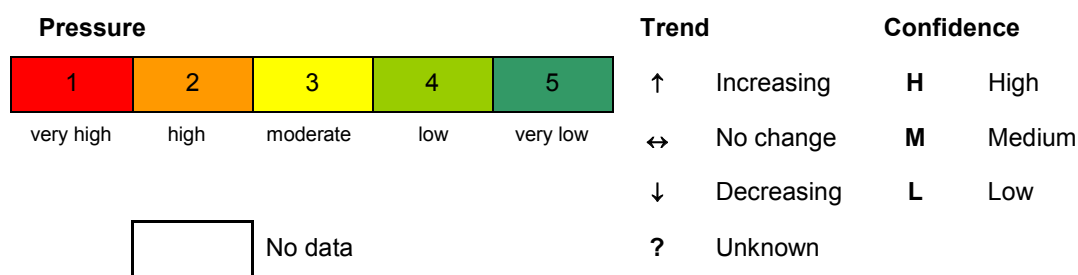 Pressure Trend Confidence
1 2 3 4 5 ↑ Increasing H High
very high high moderate low very low
↔ No change M Medium
↓ Decreasing L Low
No data ? Unknown